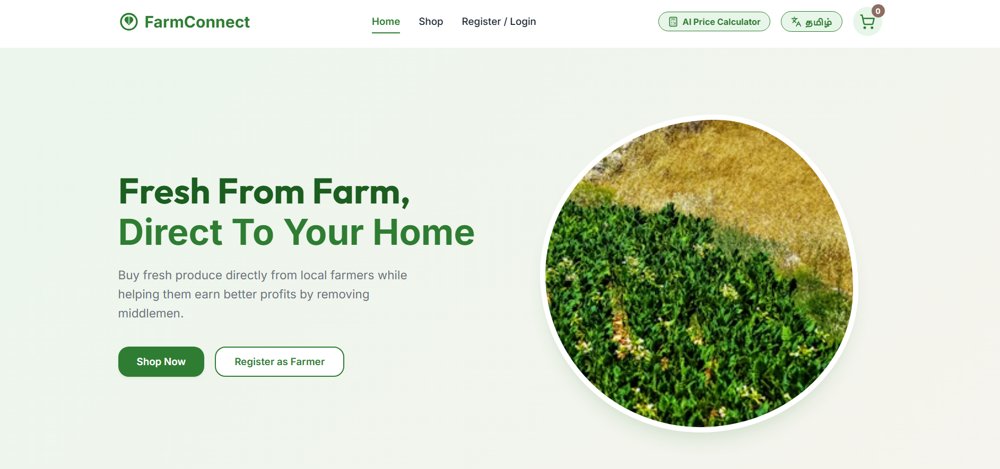 FarmConnect
Home
Shop
Register / Login
AI Price Calculator
தமிழ்
0
Fresh From Farm,
Direct To Your Home
Buy fresh produce directly from local farmers while
helping them earn better profits by removing
middlemen.
Shop Now
Register as Farmer